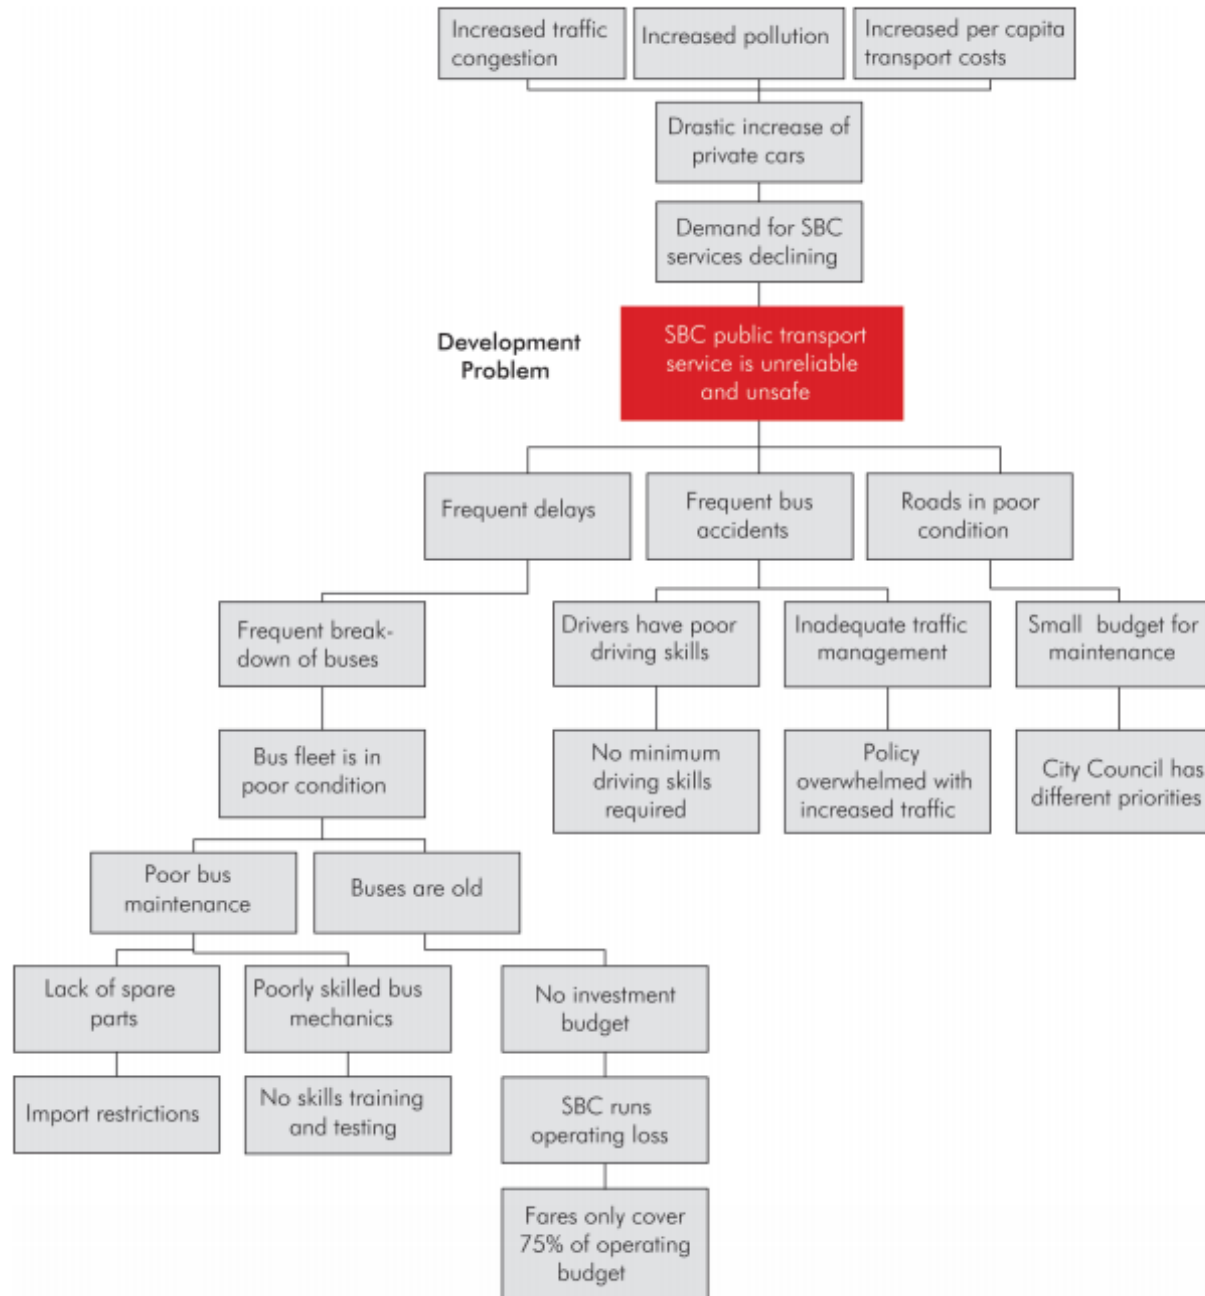 Increased traffic
congestion
Increased pollution
Increased per capita
transport costs
Drastic increase of
private cars
Demand for SBC
services declining
Development
Problem
SBC public transport
service is unreliable
and unsafe
Frequent delays
Frequent bus
accidents
Roads in poor
condition
Frequent break-
down of buses
Drivers have poor
driving skills
Inadequate traffic
management
Small budget for
maintenance
Bus fleet is in
poor condition
No minimum
driving skills
required
Policy
overwhelmed with
increased traffic
City Council has
different priorities
Poor bus
maintenance
Buses are old
Lack of spare
parts
Poorly skilled bus
mechanics
No investment
budget
Import restrictions
No skills training
and testing
SBC runs
operating loss
Fares only cover
75% of operating
budget